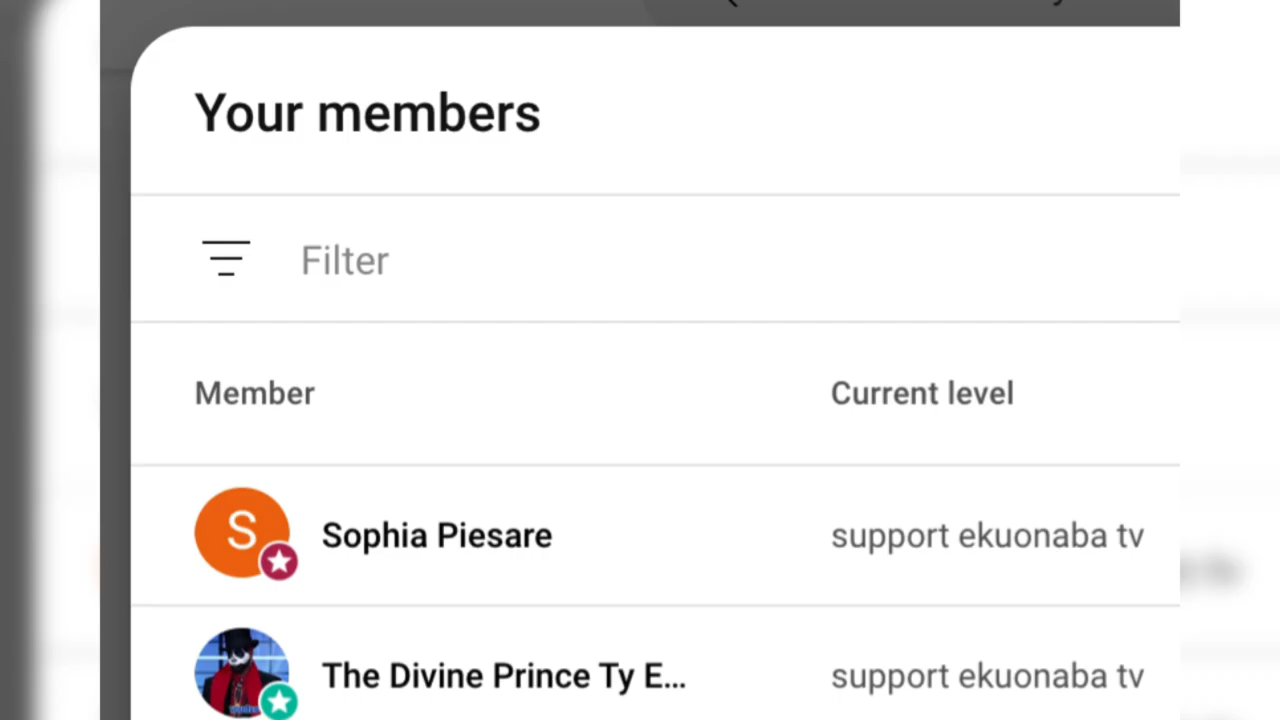 Your members
Filter
Member Current level
S Sophia Piesare support ekuonaba tv
The Divine Prince Ty E... support ekuonaba tv